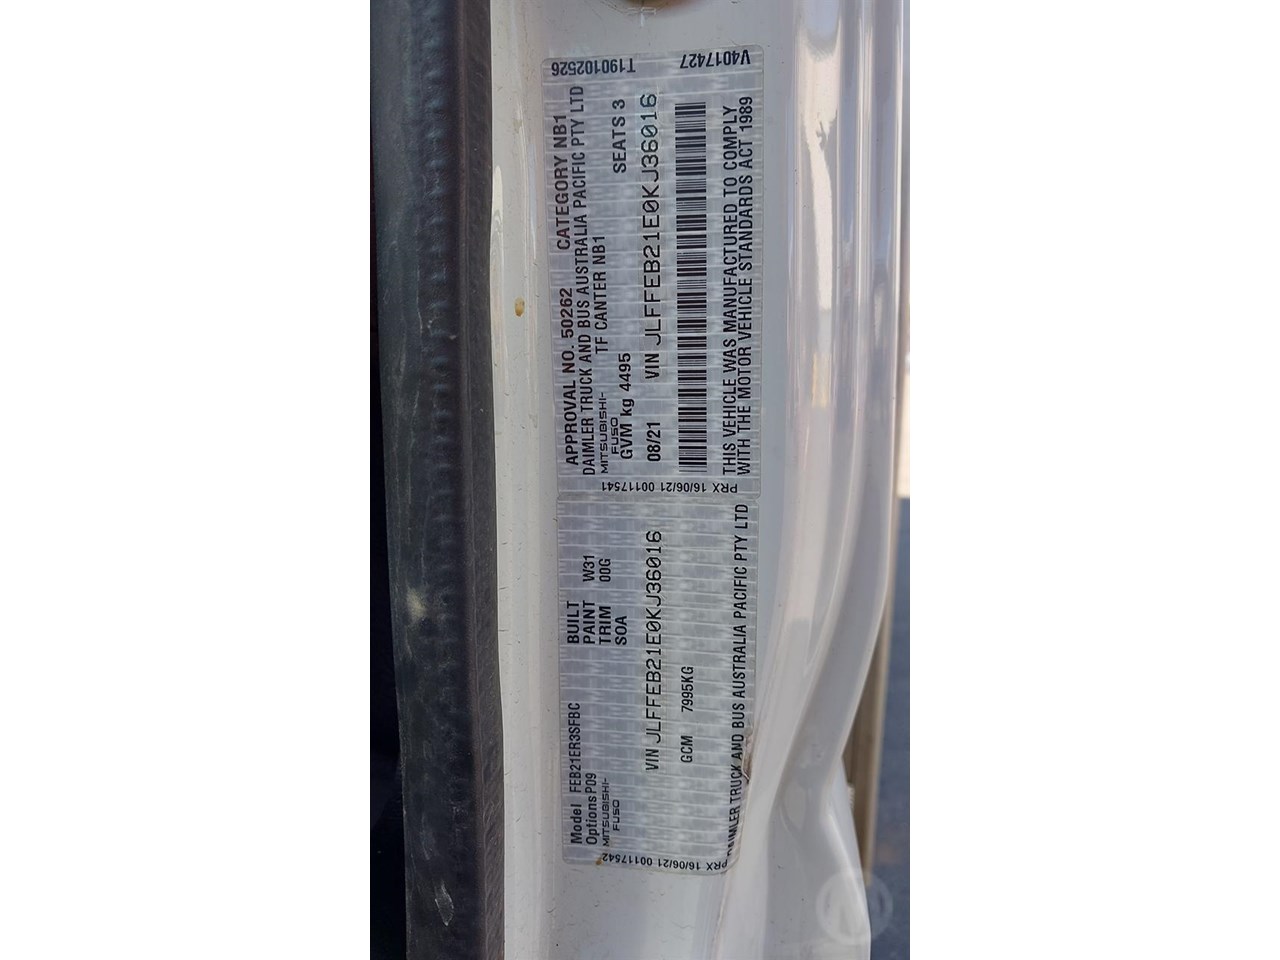 T190102526 V4017427
APPROVAL NO. 50262 CATEGORY NB1
DAIMLER TRUCK AND BUS AUSTRALIA PACIFIC PTY LTD
MITSUBISHI- TF CANTER NB1
FUSO
GVM kg 4495 SEATS 3
08/21 VIN JLFFEB21E0KJ36016
THIS VEHICLE WAS MANUFACTURED TO COMPLY
WITH THE MOTOR VEHICLE STANDARDS ACT 1989
PRX 16/06/21 00117541
Model FEB21ER3SFBC BUILT
Options P09 PAINT W31
MITSUBISHI- TRIM 00G
FUSO SOA
VIN JLFFEB21E0KJ36016
GCM 7995KG
DAIMLER TRUCK AND BUS AUSTRALIA PACIFIC PTY LTD
PRX 16/06/21 00117542